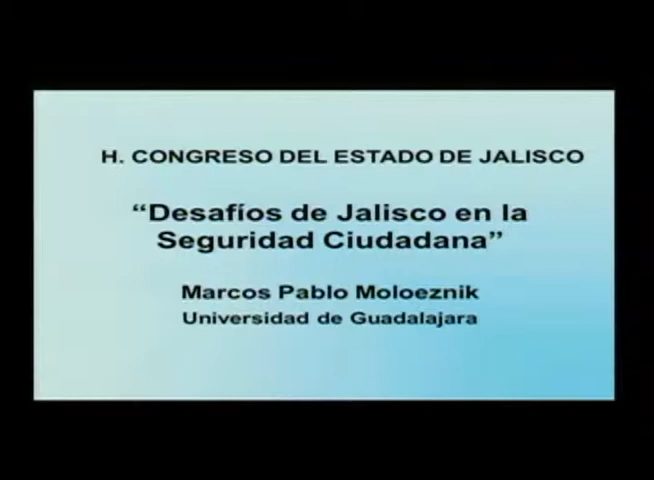 H. CONGRESO DEL ESTADO DE JALISCO
“Desafíos de Jalisco en la
Seguridad Ciudadana”
Marcos Pablo Moloeznik
Universidad de Guadalajara